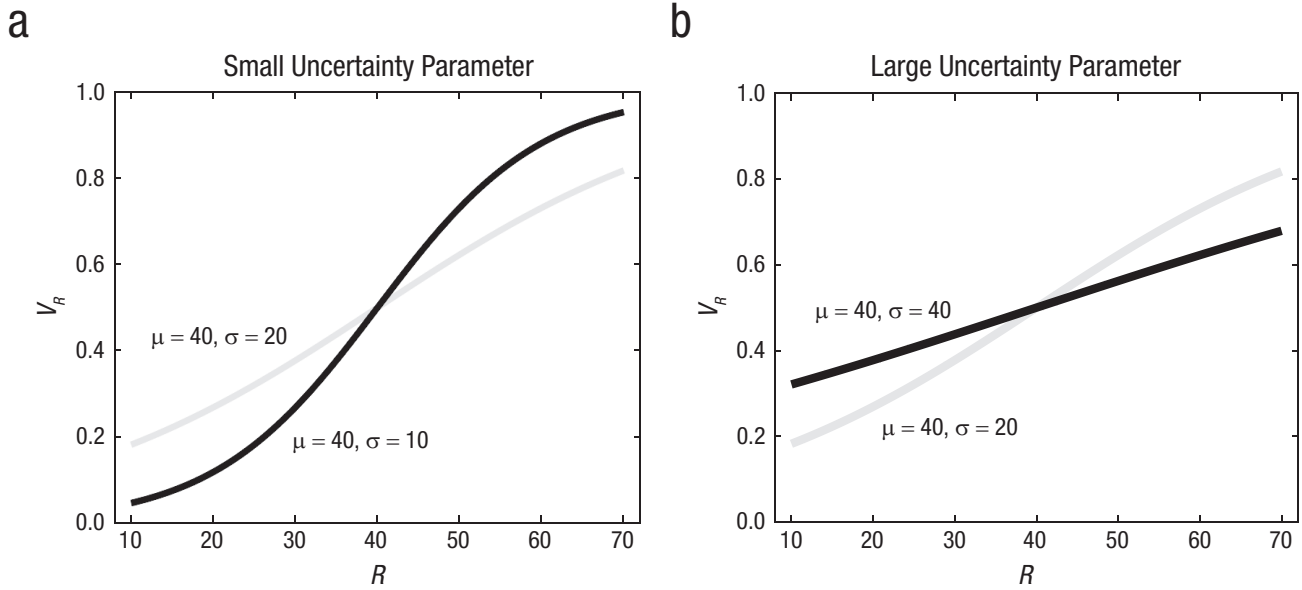 a
Small Uncertainty Parameter
1.0
0.8
0.6
0.4
0.2
0.0
V_R
μ = 40, σ = 20
μ = 40, σ = 10
10 20 30 40 50 60 70
R
b
Large Uncertainty Parameter
1.0
0.8
0.6
0.4
0.2
0.0
V_R
μ = 40, σ = 40
μ = 40, σ = 20
10 20 30 40 50 60 70
R